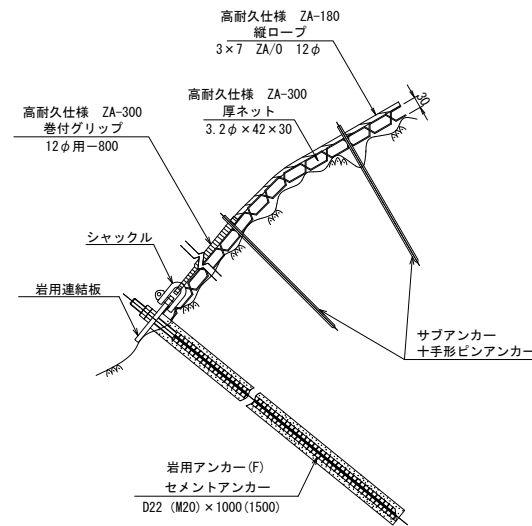 高耐久仕様 ZA-180
縦ロープ
3×7 ZA/0 12φ
30
高耐久仕様 ZA-300
厚ネット
3.2φ×42×30
高耐久仕様 ZA-300
巻付グリップ
12φ用-800
シャックル
岩用連結板
サブアンカー
十手形ピンアンカー
岩用アンカー(F)
セメントアンカー
D22 (M20)×1000(1500)